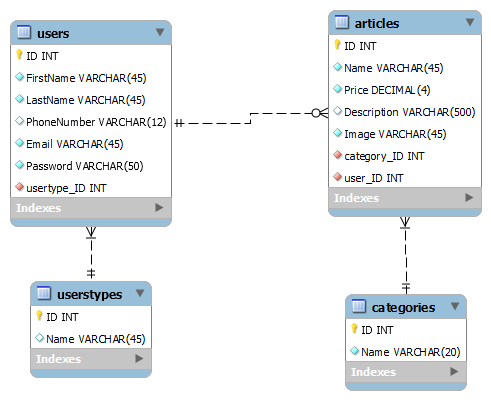 users
ID INT
FirstName VARCHAR(45)
LastName VARCHAR(45)
PhoneNumber VARCHAR(12)
Email VARCHAR(45)
Password VARCHAR(50)
usertype_ID INT
Indexes
articles
ID INT
Name VARCHAR(45)
Price DECIMAL(4)
Description VARCHAR(500)
Image VARCHAR(45)
category_ID INT
user_ID INT
Indexes
userstypes
ID INT
Name VARCHAR(45)
Indexes
categories
ID INT
Name VARCHAR(20)
Indexes